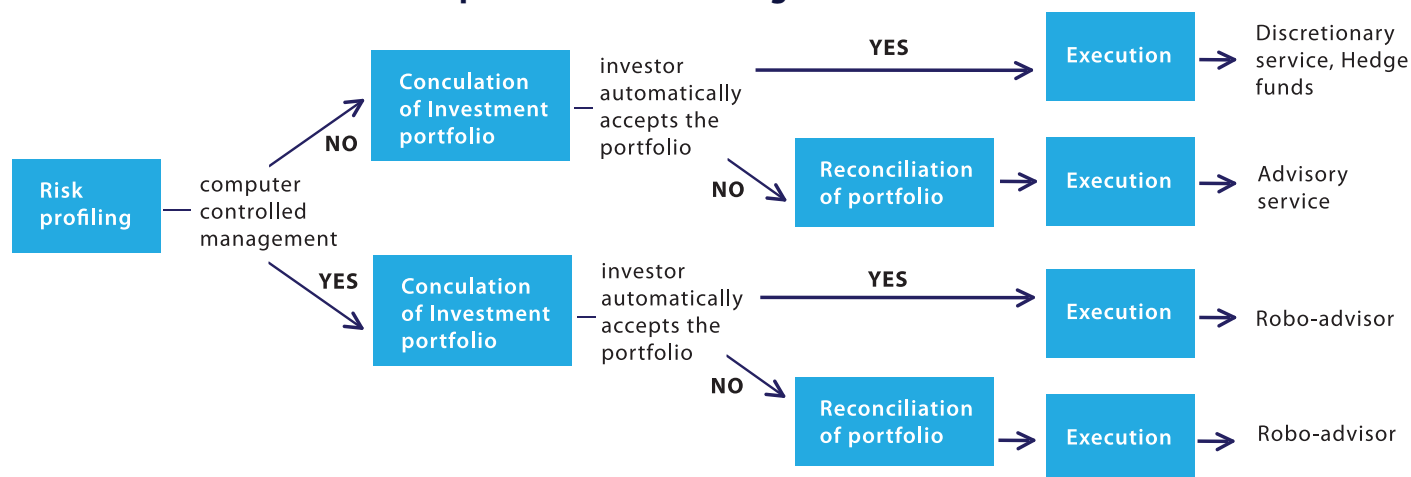 Risk
profiling
computer
controlled
management
NO
YES
Conculation
of Investment
portfolio
investor
automatically
accepts the
portfolio
YES
NO
Execution
Discretionary
service, Hedge
funds
Reconciliation
of portfolio
Execution
Advisory
service
Conculation
of Investment
portfolio
investor
automatically
accepts the
portfolio
YES
NO
Execution
Robo-advisor
Reconciliation
of portfolio
Execution
Robo-advisor